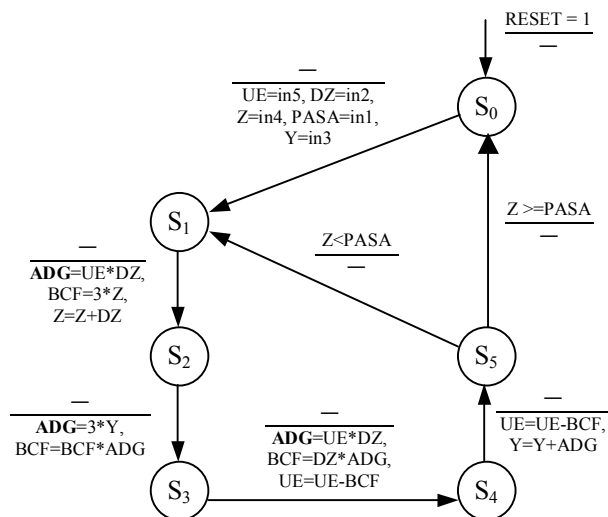 RESET = 1
—
—
UE=in5, DZ=in2,
Z=in4, PASA=in1,
Y=in3
S0
S1
Z<PASA
—
Z >=PASA
—
—
ADG=UE*DZ,
BCF=3*Z,
Z=Z+DZ
S2
S5
—
ADG=3*Y,
BCF=BCF*ADG
—
ADG=UE*DZ,
BCF=DZ*ADG,
UE=UE-BCF
—
UE=UE-BCF,
Y=Y+ADG
S3
S4